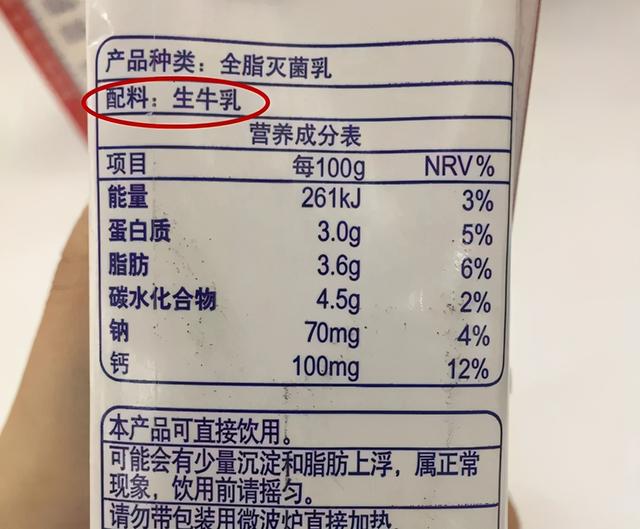 产品种类：全脂灭菌乳
配料：生牛乳
营养成分表
项目 每100g NRV%
能量 261kJ 3%
蛋白质 3.0g 5%
脂肪 3.6g 6%
碳水化合物 4.5g 2%
钠 70mg 4%
钙 100mg 12%
本产品可直接饮用。
可能会有少量沉淀和脂肪上浮，属正常
现象，饮用前请摇匀。
请勿带包装用微波炉直接加热